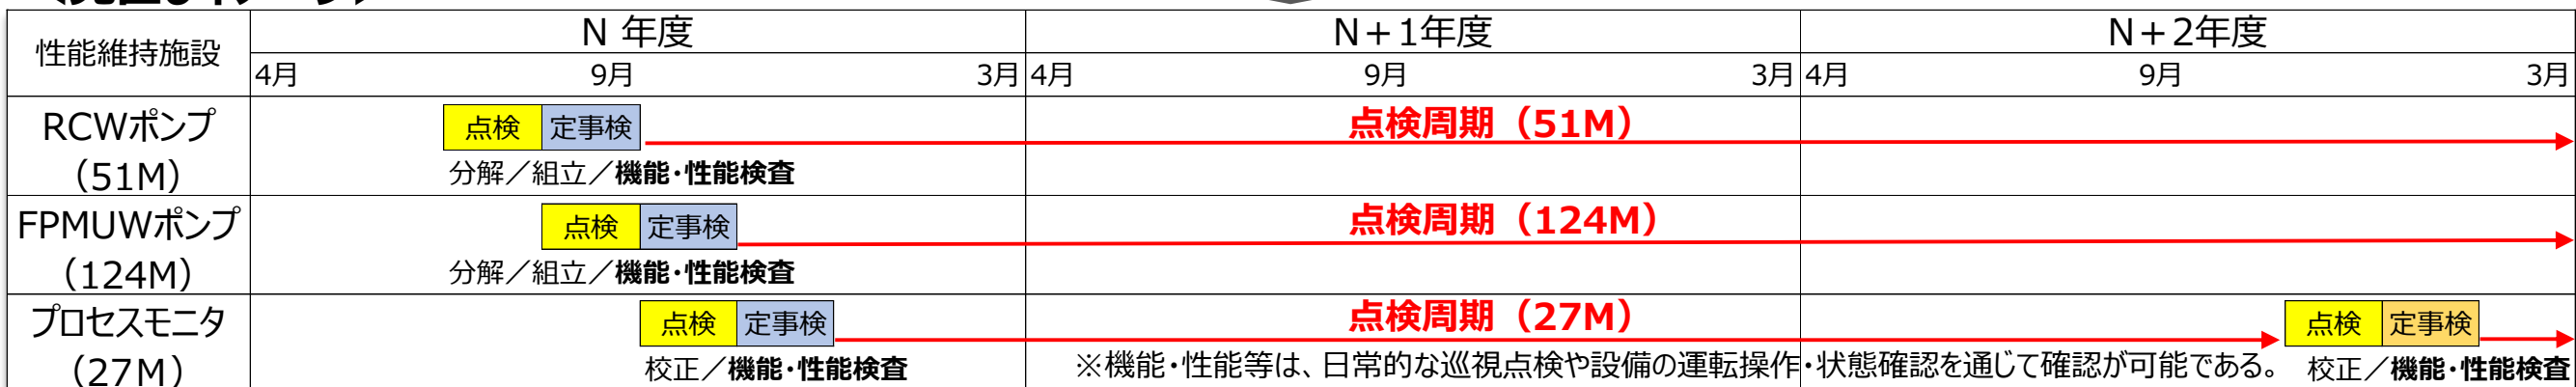 性能維持施設
N 年度
N＋1年度
N＋2年度
4月 9月 3月 4月 9月 3月 4月 9月 3月
RCWポンプ
（51M）
点検 定事検
分解／組立／機能・性能検査
点検周期（51M）
FPMUWポンプ
（124M）
点検 定事検
分解／組立／機能・性能検査
点検周期（124M）
プロセスモニタ
（27M）
点検 定事検
校正／機能・性能検査
点検周期（27M）
※機能・性能等は、日常的な巡視点検や設備の運転操作・状態確認を通じて確認が可能である。
点検 定事検
校正／機能・性能検査